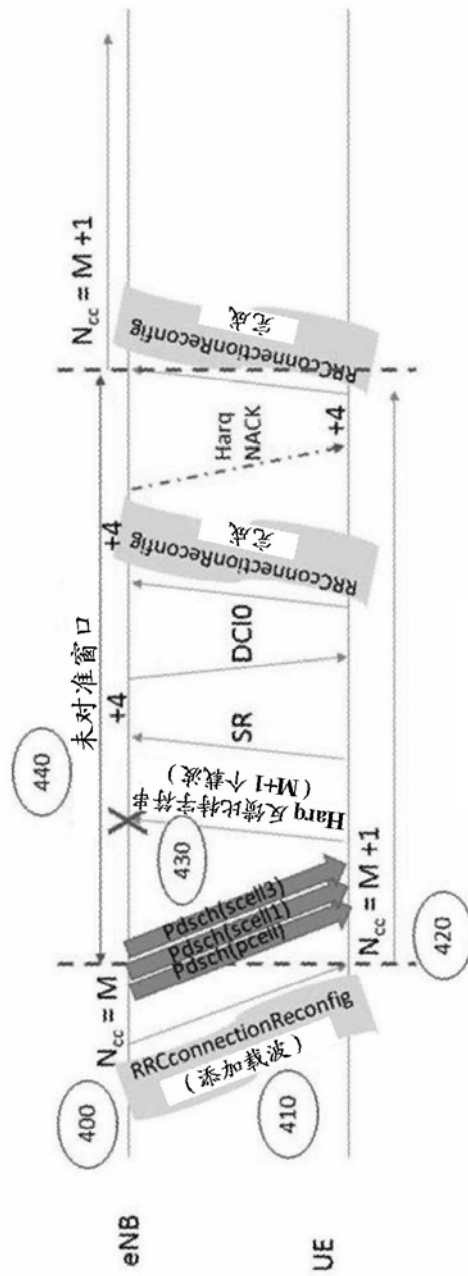 eNB
UE
400
410
420
430
440
N_cc = M
N_cc = M +1
N_cc = M+1
未对准窗口
RRCconnectionReconfig
(添加载波)
Pdsch(pcell)
Pdsch(scell1)
Pdsch(scell3)
Harq 反馈比特字符串
(M+1 个载波)
SR
+4
DCI0
RRCconnectionReconfig
完成
+4
Harq
NACK
+4
RRCconnectionReconfig
完成